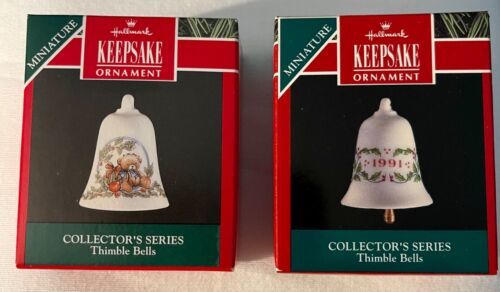 MINIATURE
Hallmark
KEEPSAKE
ORNAMENT
COLLECTOR'S SERIES
Thimble Bells
MINIATURE
Hallmark
KEEPSAKE
ORNAMENT
1991
COLLECTOR'S SERIES
Thimble Bells